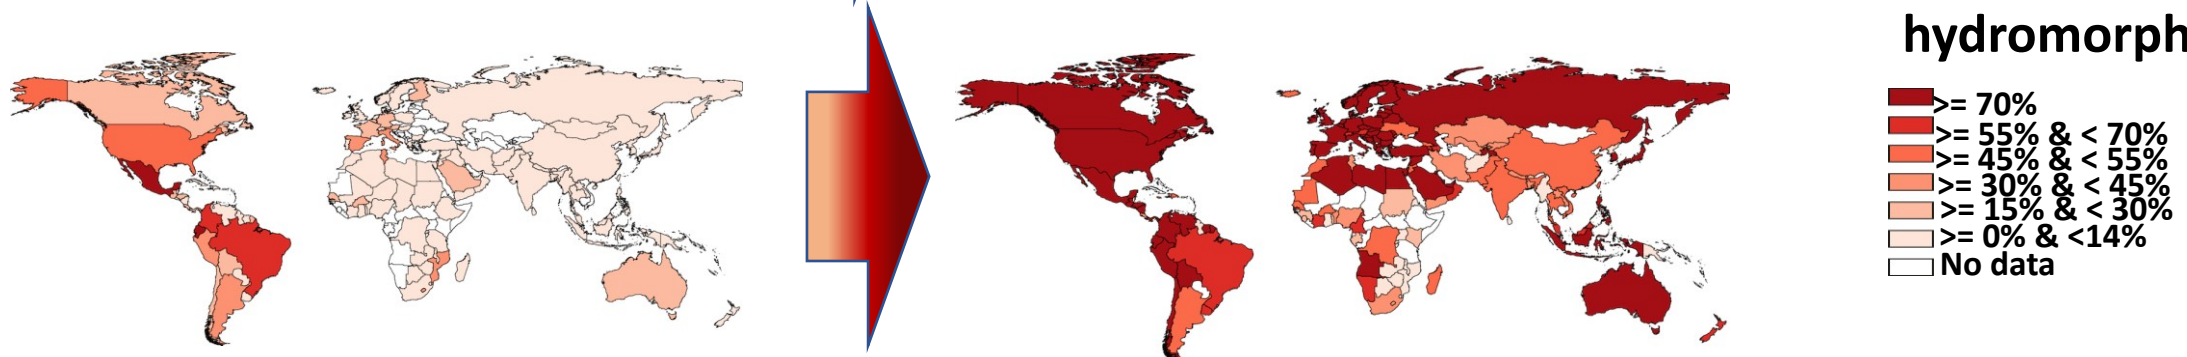 hydromorph
>= 70%
>= 55% & < 70%
>= 45% & < 55%
>= 30% & < 45%
>= 15% & < 30%
>= 0% & <14%
No data